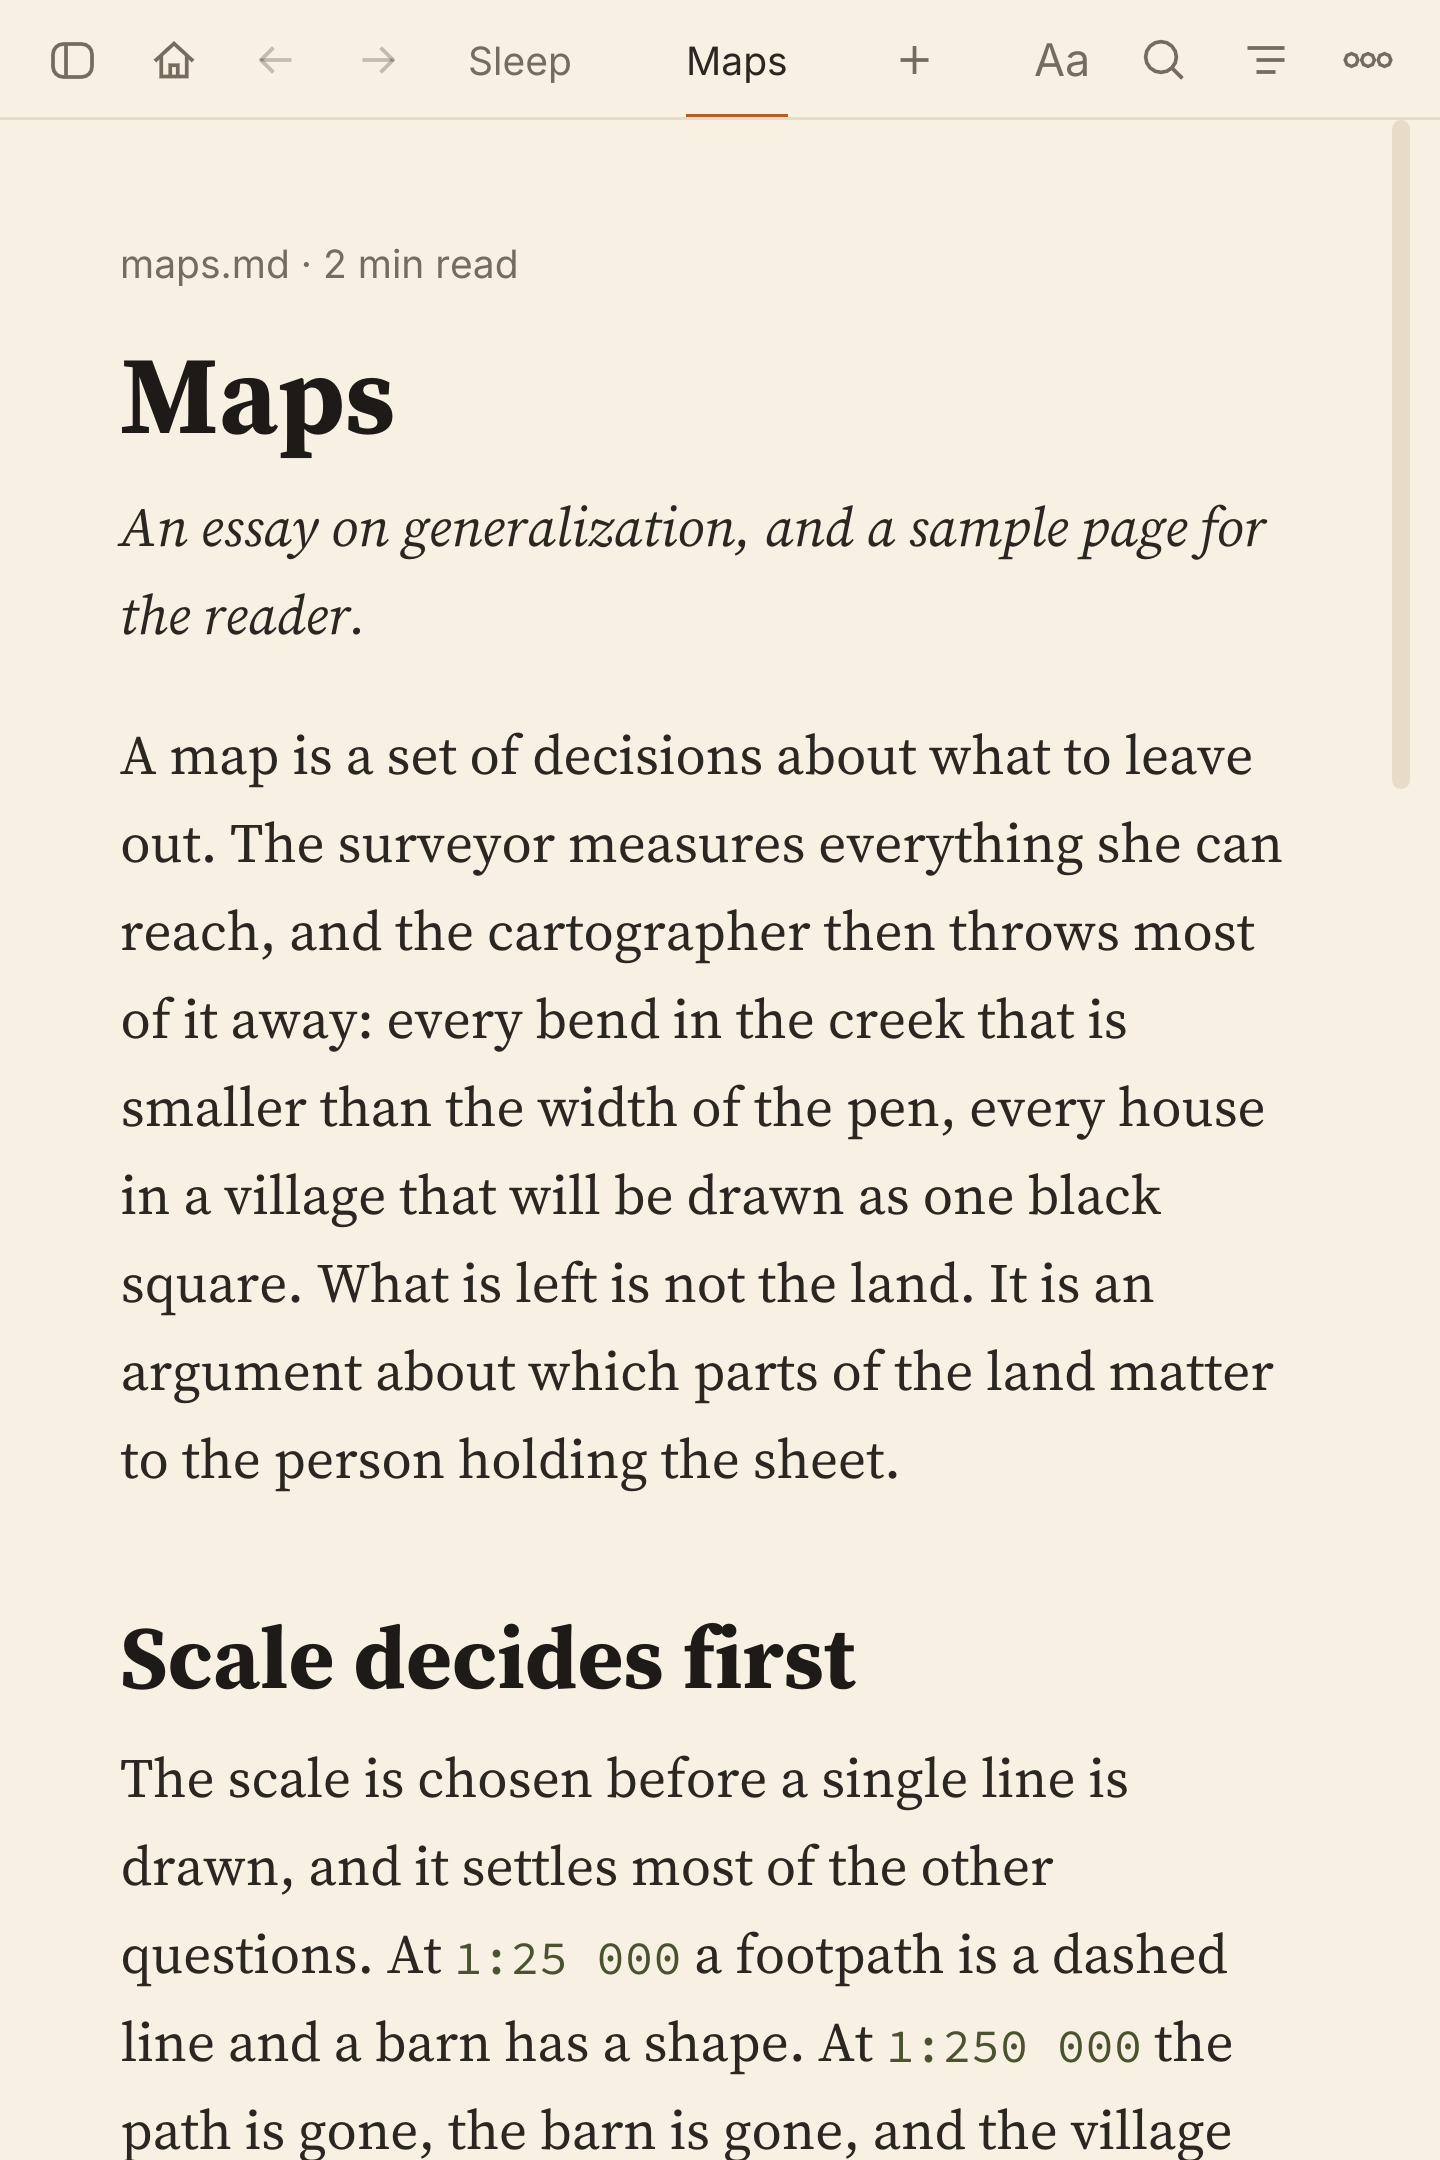 Sleep Maps Aa
maps.md · 2 min read
Maps
An essay on generalization, and a sample page for
the reader.
A map is a set of decisions about what to leave
out. The surveyor measures everything she can
reach, and the cartographer then throws most
of it away: every bend in the creek that is
smaller than the width of the pen, every house
in a village that will be drawn as one black
square. What is left is not the land. It is an
argument about which parts of the land matter
to the person holding the sheet.
Scale decides first
The scale is chosen before a single line is
drawn, and it settles most of the other
questions. At 1:25 000 a footpath is a dashed
line and a barn has a shape. At 1:250 000 the
path is gone, the barn is gone, and the village